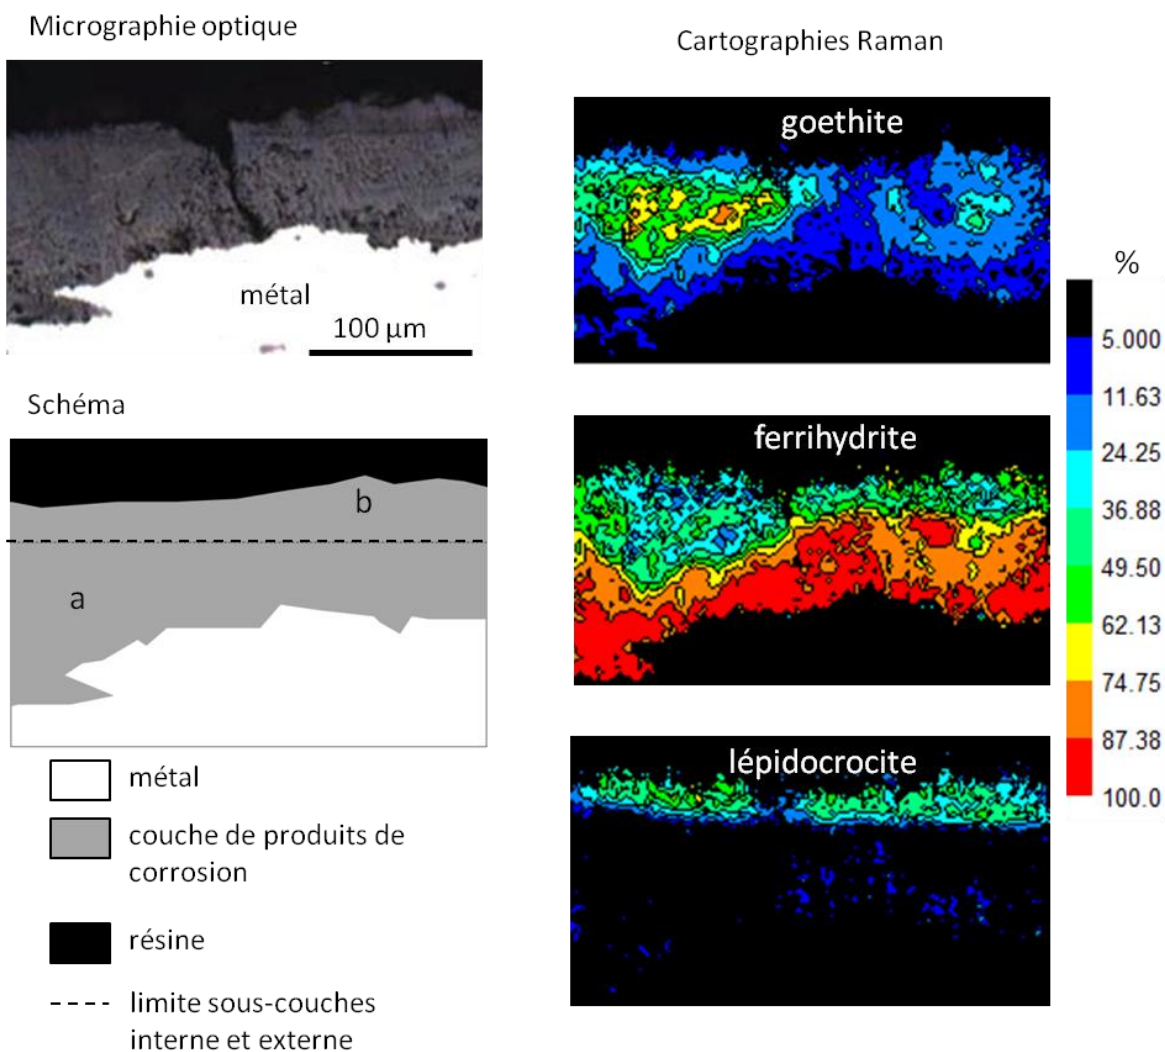 Micrographie optique
métal
100 µm
Schéma
b
a
métal
couche de produits de
corrosion
résine
limite sous-couches
interne et externe
Cartographies Raman
goethite
ferrihydrite
lépidocrocite
%
5.000
11.63
24.25
36.88
49.50
62.13
74.75
87.38
100.0